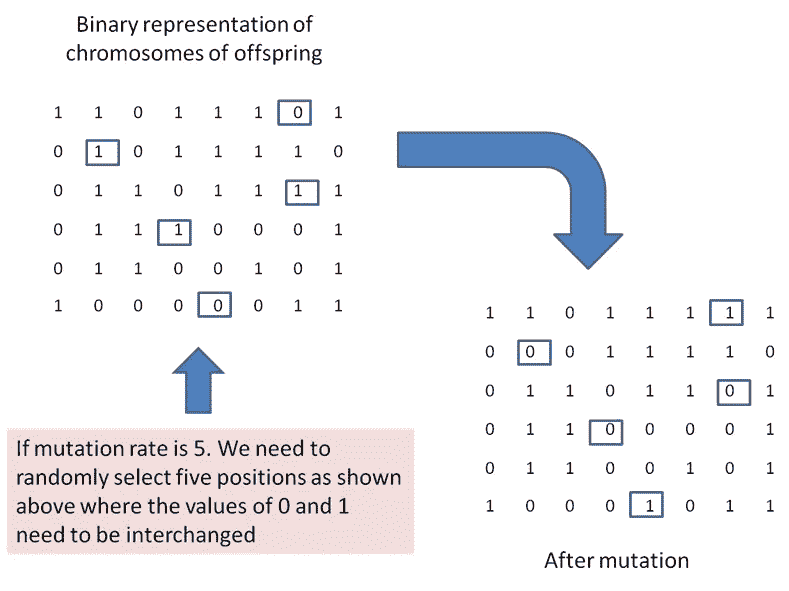 Binary representation of
chromosomes of offspring
1 1 0 1 1 1 0 1
0 1 0 1 1 1 1 0
0 1 1 0 1 1 1 1
0 1 1 1 0 0 0 1
0 1 1 0 0 1 0 1
1 0 0 0 0 0 1 1
If mutation rate is 5. We need to
randomly select five positions as shown
above where the values of 0 and 1
need to be interchanged
1 1 0 1 1 1 1 1
0 0 0 1 1 1 1 0
0 1 1 0 1 1 0 1
0 1 1 0 0 0 0 1
0 1 1 0 0 1 0 1
1 0 0 0 1 0 1 1
After mutation